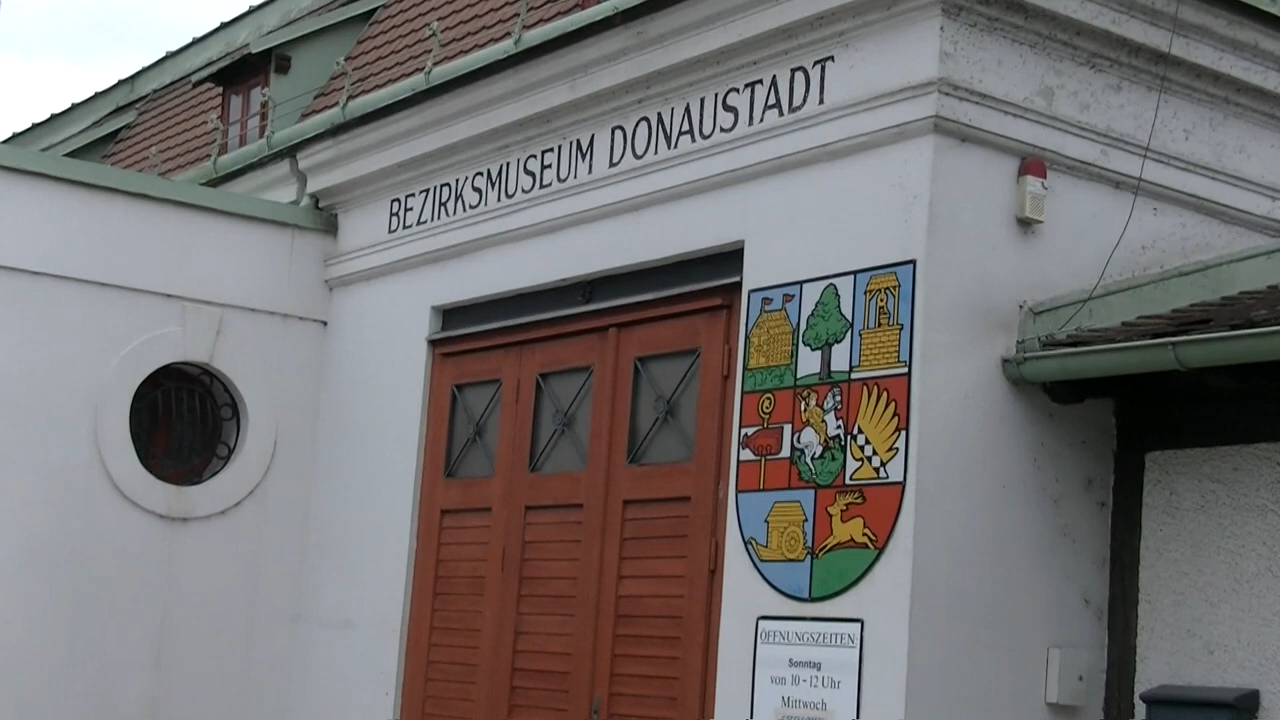 BEZIRKSMUSEUM DONAUSTADT
ÖFFNUNGSZEITEN:
Sonntag
von 10 - 12 Uhr
Mittwoch